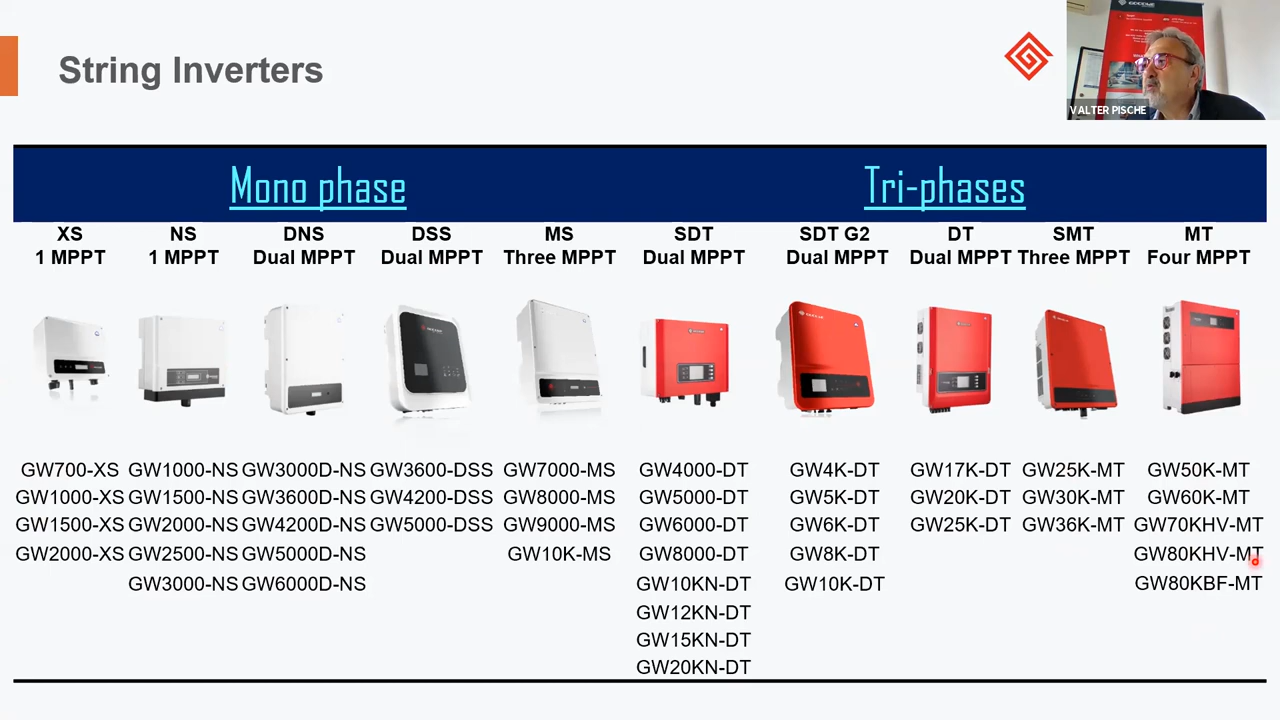 String Inverters
GOODWE
VALTER PISCHE
Mono phase
Tri-phases
XS
1 MPPT
NS
1 MPPT
DNS
Dual MPPT
DSS
Dual MPPT
MS
Three MPPT
SDT
Dual MPPT
SDT G2
Dual MPPT
DT
Dual MPPT
SMT
Three MPPT
MT
Four MPPT
GW700-XS GW1000-NS GW3000D-NS GW3600-DSS GW7000-MS GW4000-DT GW4K-DT GW17K-DT GW25K-MT GW50K-MT
GW1000-XS GW1500-NS GW3600D-NS GW4200-DSS GW8000-MS GW5000-DT GW5K-DT GW20K-DT GW30K-MT GW60K-MT
GW1500-XS GW2000-NS GW4200D-NS GW5000-DSS GW9000-MS GW6000-DT GW6K-DT GW25K-DT GW36K-MT GW70KHV-MT
GW2000-XS GW2500-NS GW5000D-NS GW10K-MS GW8000-DT GW8K-DT GW80KHV-MT
GW3000-NS GW6000D-NS GW10KN-DT GW10K-DT GW80KBF-MT
GW12KN-DT
GW15KN-DT
GW20KN-DT